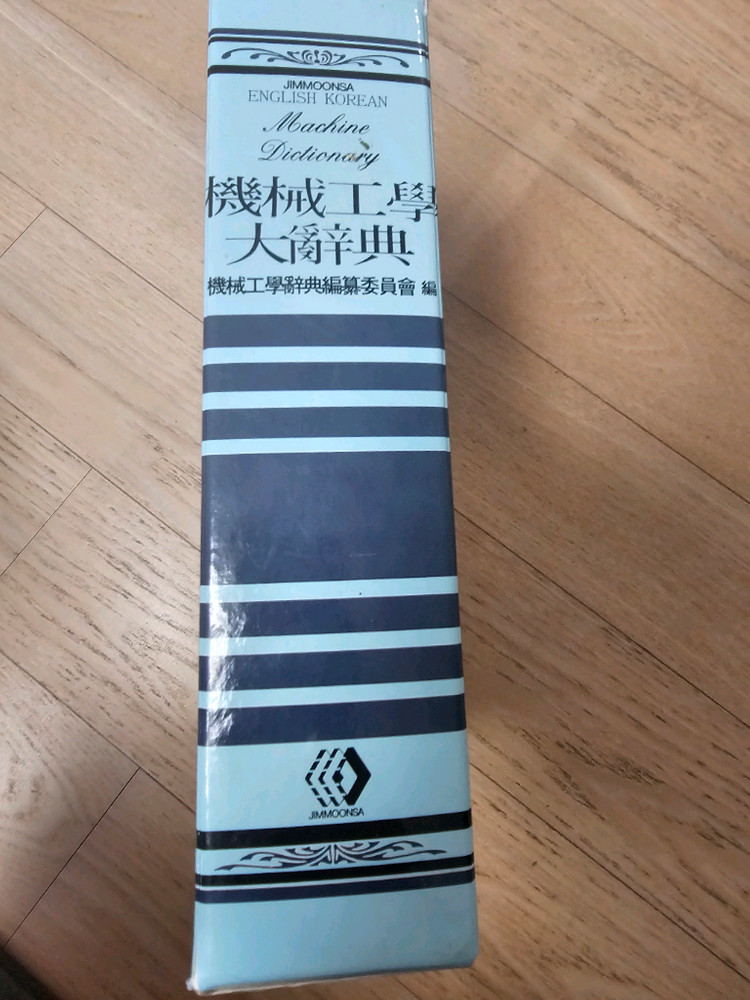 JIMMOONSA
ENGLISH KOREAN
Machine
Dictionary
機械工學
大辭典
機械工學辭典編纂委員會 編
JIMMOONSA